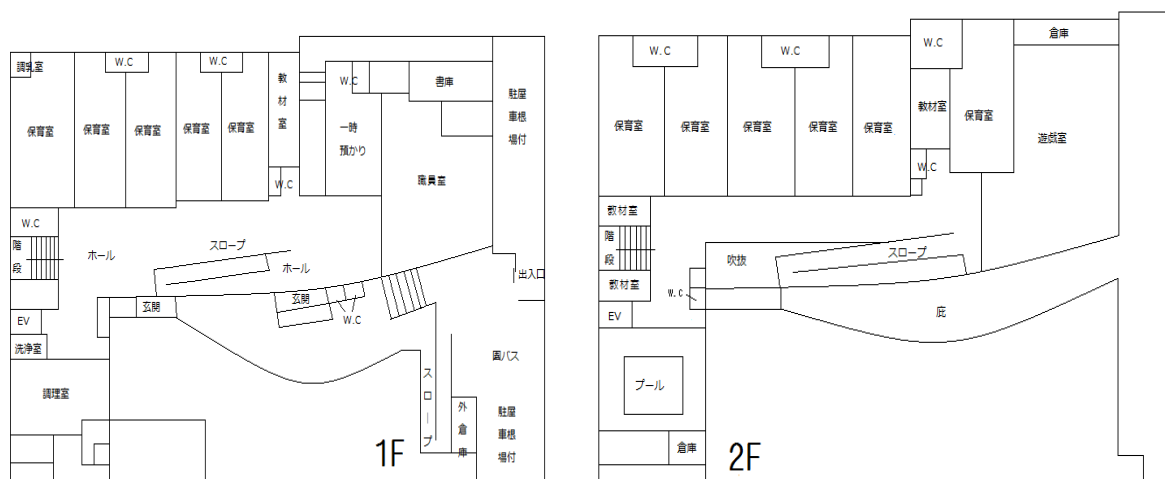 調乳室
W.C
W.C
保育室
保育室
保育室
保育室
保育室
教材室
W.C
W.C
一時
預かり
書庫
職員室
駐車場
屋根付
W.C
階段
ホール
スロープ
ホール
出入口
玄関
玄関
W.C
EV
洗浄室
調理室
スロープ
外倉庫
園バス
駐車場
屋根付
1F
W.C
W.C
W.C
倉庫
保育室
保育室
保育室
保育室
保育室
教材室
保育室
遊戯室
W.C
教材室
階段
教材室
吹抜
スロープ
W.C
EV
庇
プール
倉庫
2F